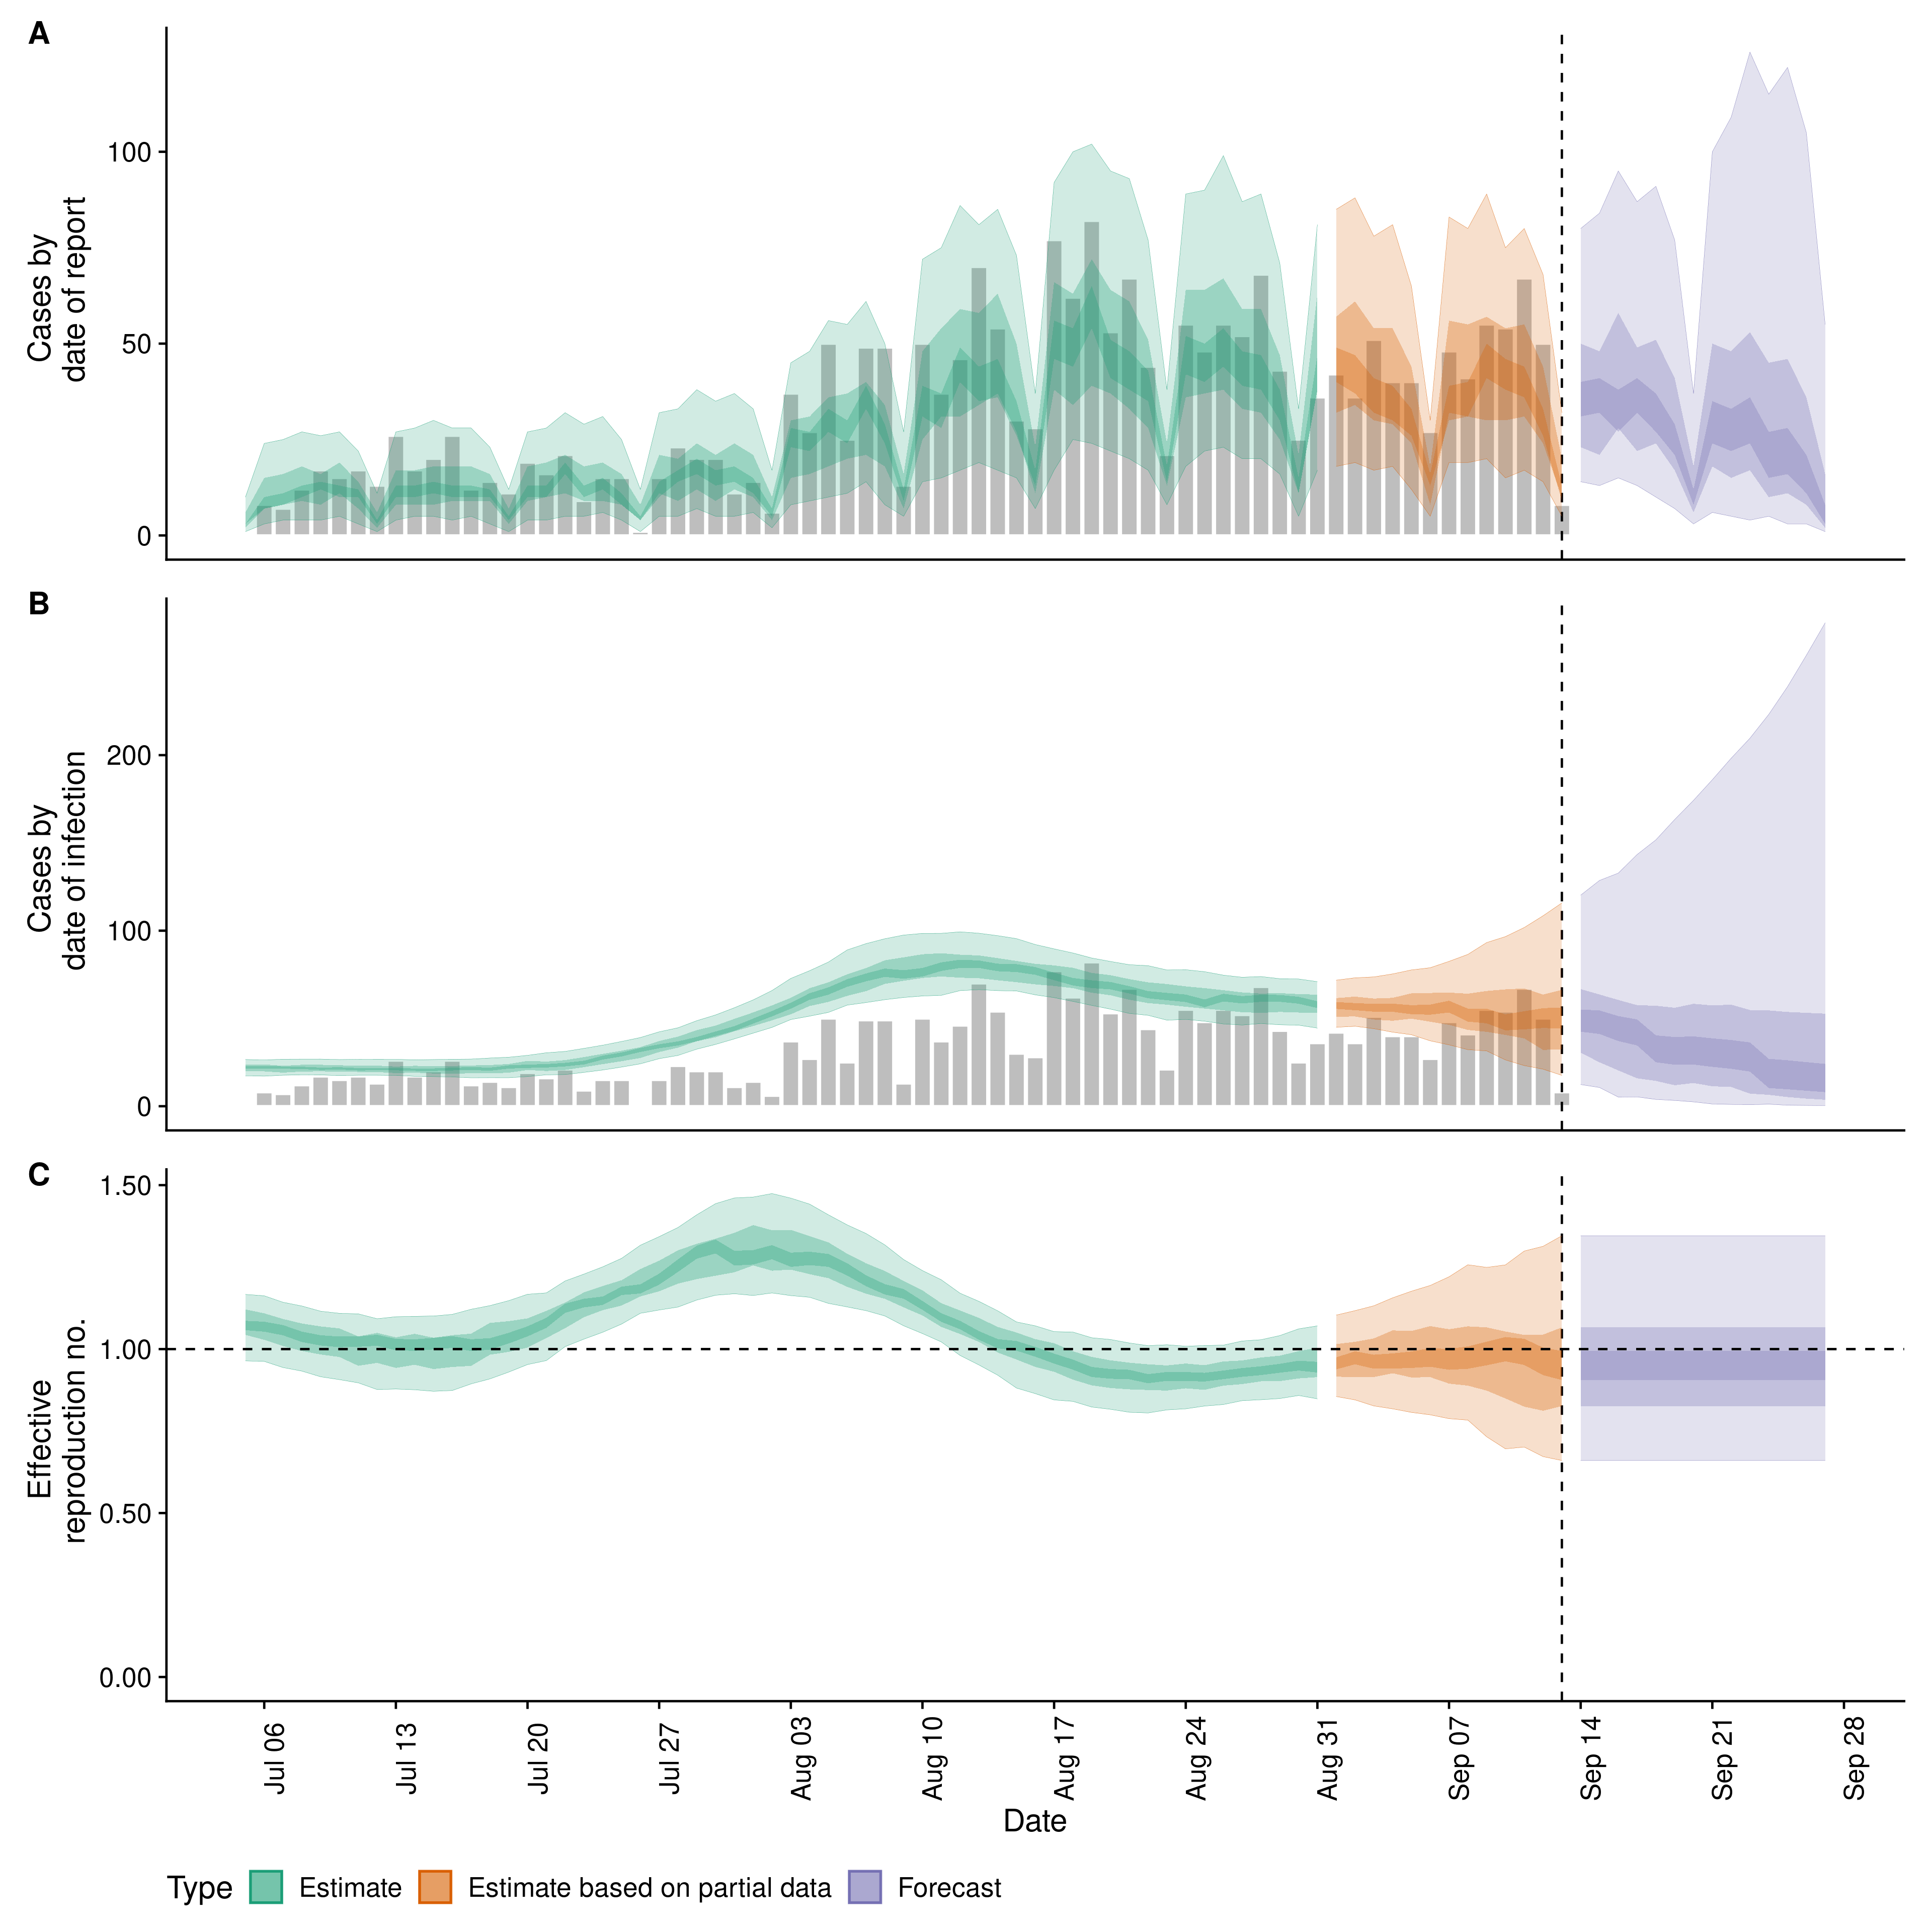 A
100
50
0
Cases by
date of report
B
200
100
0
Cases by
date of infection
C
1.50
1.00
0.50
0.00
Effective
reproduction no.
Jul 06
Jul 13
Jul 20
Jul 27
Aug 03
Aug 10
Aug 17
Aug 24
Aug 31
Sep 07
Sep 14
Sep 21
Sep 28
Date
Type Estimate Estimate based on partial data Forecast